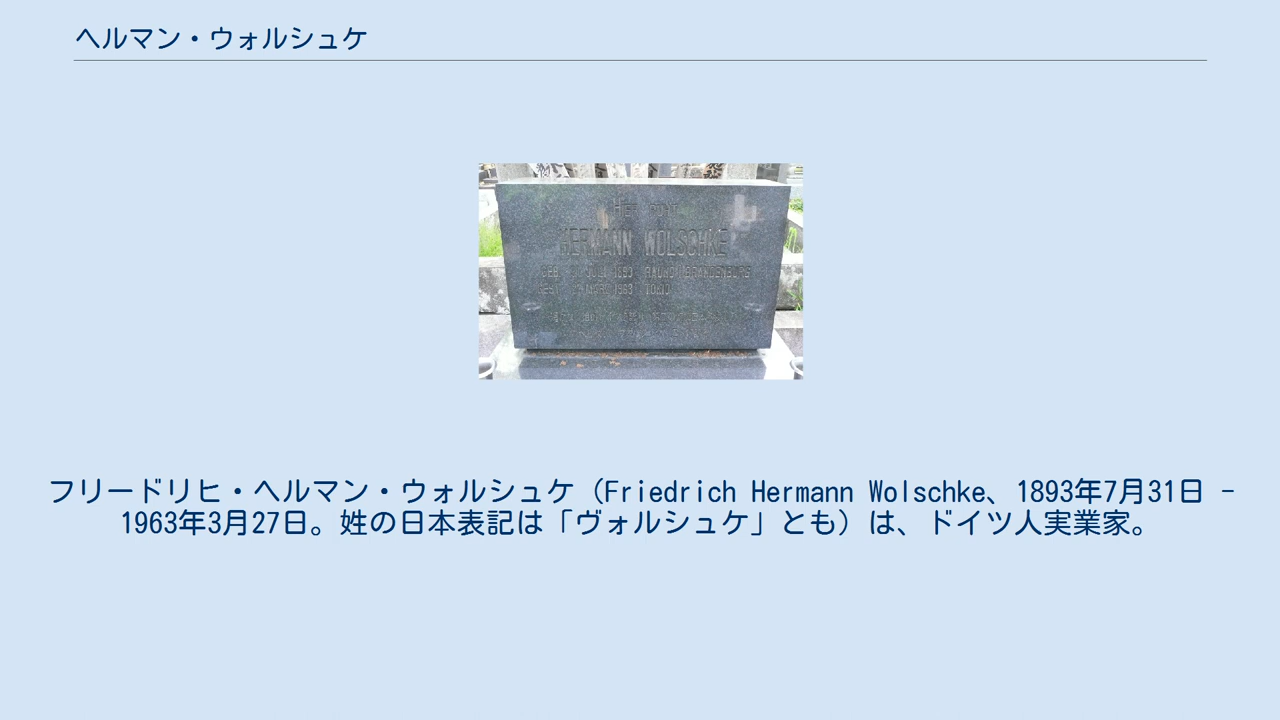 ヘルマン・ウォルシュケ
HERMANN WOLSCHKE
フリードリヒ・ヘルマン・ウォルシュケ（Friedrich Hermann Wolschke、1893年7月31日 -
1963年3月27日。姓の日本表記は「ヴォルシュケ」とも）は、ドイツ人実業家。